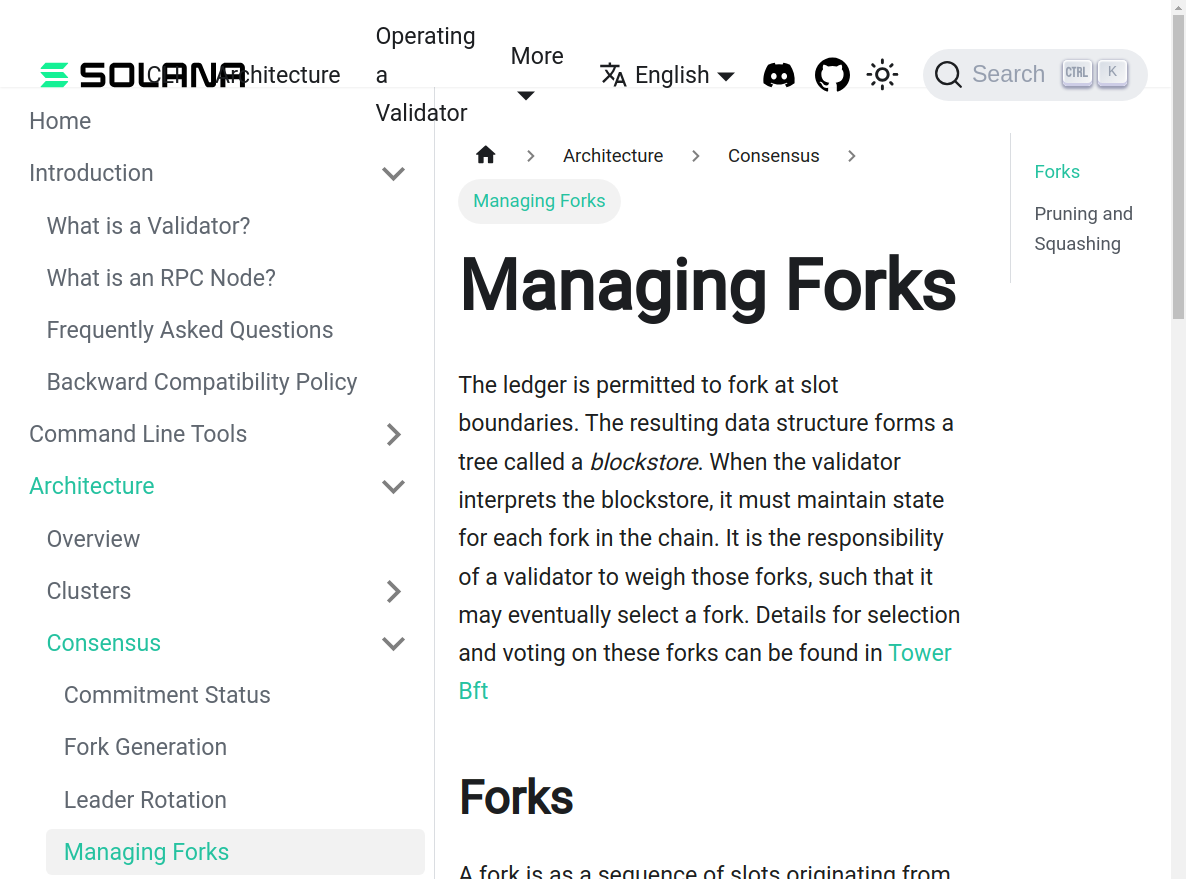 SOLANA
CLI
Architecture
Operating
a
Validator
More
English
Search
CTRL
K
Home
Introduction
What is a Validator?
What is an RPC Node?
Frequently Asked Questions
Backward Compatibility Policy
Command Line Tools
Architecture
Overview
Clusters
Consensus
Commitment Status
Fork Generation
Leader Rotation
Managing Forks
Architecture
Consensus
Managing Forks
Managing Forks
The ledger is permitted to fork at slot
boundaries. The resulting data structure forms a
tree called a blockstore. When the validator
interprets the blockstore, it must maintain state
for each fork in the chain. It is the responsibility
of a validator to weigh those forks, such that it
may eventually select a fork. Details for selection
and voting on these forks can be found in Tower
Bft
Forks
A fork is as a sequence of slots originating from
Forks
Pruning and
Squashing